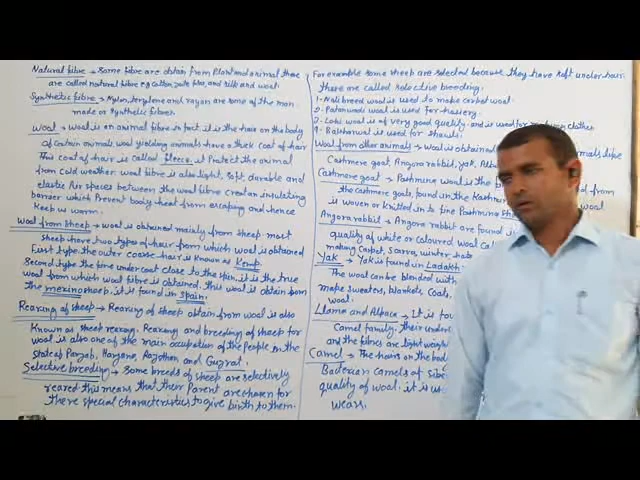 Natural fibre → Some fibre are obtain from Plant and animal these
are called natural fibre e.g cotton, jute flax, and silk and wool.
Synthetic fibre → Nylon, terylene and rayon are some of the man
made or synthetic fibres.
Wool → Wool is an animal fibre in fact it is the hair on the body
of Certain animals wool yielding animals have a thick coat of hair
This coat of hair is called fleece. it Protect the animal
from Cold weather. Wool fibre is also light, soft, durable and
elastic Air spaces between the wool fibre Creat an insulating
barrier which Prevent body heat from escaping and hence
Keep us warm.
Wool from sheep → Wool is obtained mainly from sheep most
sheep have two types of hair from which wool is obtained
First type the outer coarse hair is known as Kemp
Second type the fine under coat close to the skin, it is the true
wool from which wool fibre is obtained. This wool is obtain from
the merino sheep. it is found in Spain.
Rearing of sheep → Rearing of sheep obtain from wool is also
Known as sheep rearing. Rearing and breeding of sheep for
wool is also one of the main occupation of the People in the
state of Panjab, Haryana, Rajsthan and Gujrat.
Selective breeding → Some breeds of sheep are selectively
reared this means that their Parent are chosen for
there special characteristics to give birth to them.
For example some sheep are selected because they have soft under hair
these are called selective breeding.
1- Nali breed wool is used to make carpet wool.
2- Patanwadi wool is used for hosiery.
3- Lohi wool is of very good quality and is used for clothes
4- Bakharwal is used for Shawls.
Wool from other animals → Wool is obtained animals like
Cashmere goat, Angora rabbit, yak,
Cashmere goat → Pashmina wool is the from
the cashmere goats, found in the Kashmir wool
is woven or knitted in to fine Pashmina
Angora rabbit → Angora rabbit are found
quality of white or coloured wool
making Carpet, Saree, winter
Yak → Yak is found in Ladakh
The wool can be blended with
make sweaters, blankets, Coats,
wool.
Llama and Alpaca → It is
Camel family. Their under
and the fibres are light weight
Camel → The hairs on the body
Bacterian camels of
quality of wool. it is
wears.